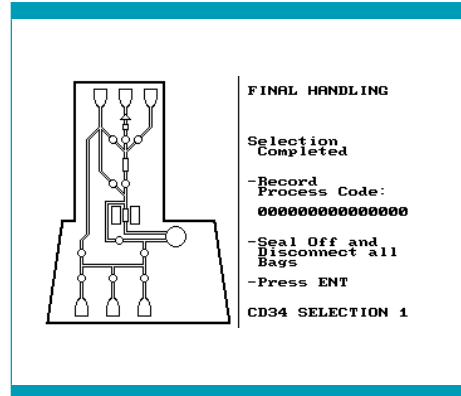 FINAL HANDLING
Selection
Completed
-Record
Process Code:
000000000000000
-Seal Off and
Disconnect all
Bags
-Press ENT
CD34 SELECTION 1